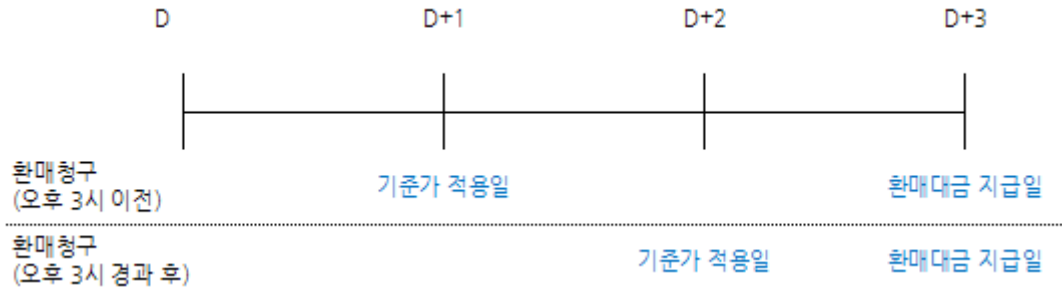 D D+1 D+2 D+3
환매청구
(오후 3시 이전) 기준가 적용일 환매대금 지급일
환매청구
(오후 3시 경과 후) 기준가 적용일 환매대금 지급일